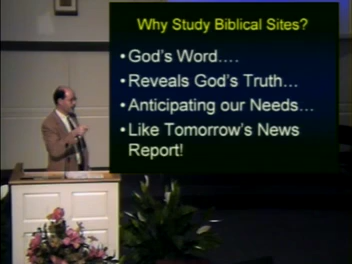 Why Study Biblical Sites?
• God's Word....
• Reveals God's Truth...
• Anticipating our Needs...
• Like Tomorrow's News
Report!